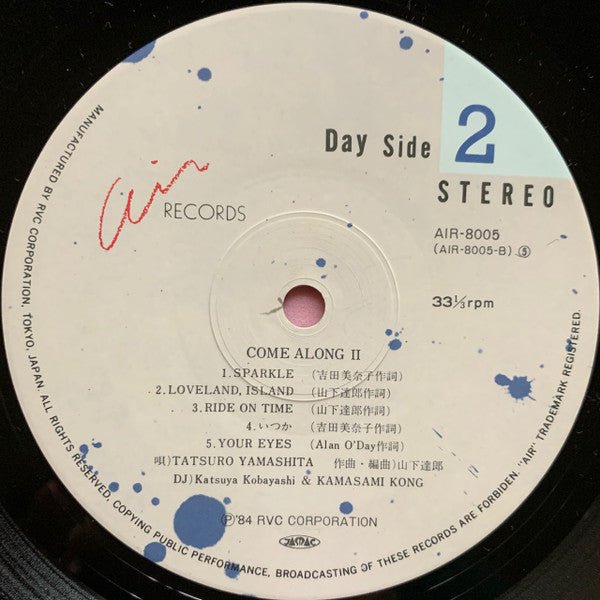 Day Side 2
STEREO
Air RECORDS
AIR-8005
(AIR-8005-B) ⑤
33⅓rpm
COME ALONG II
1. SPARKLE (吉田美奈子作詞)
2. LOVELAND, ISLAND (山下達郎作詞)
3. RIDE ON TIME (山下達郎作詞)
4. いつか (吉田美奈子作詞)
5. YOUR EYES (Alan O'Day作詞)
唄)TATSURO YAMASHITA 作曲・編曲)山下達郎
DJ) Katsuya Kobayashi & KAMASAMI KONG
Ⓟ'84 RVC CORPORATION
JASRAC
MANUFACTURED BY RVC CORPORATION, TOKYO, JAPAN. ALL RIGHTS RESERVED. COPYING PUBLIC PERFORMANCE, BROADCASTING OF THESE RECORDS ARE FORBIDEN. "AIR" TRADEMARK REGISTERED.